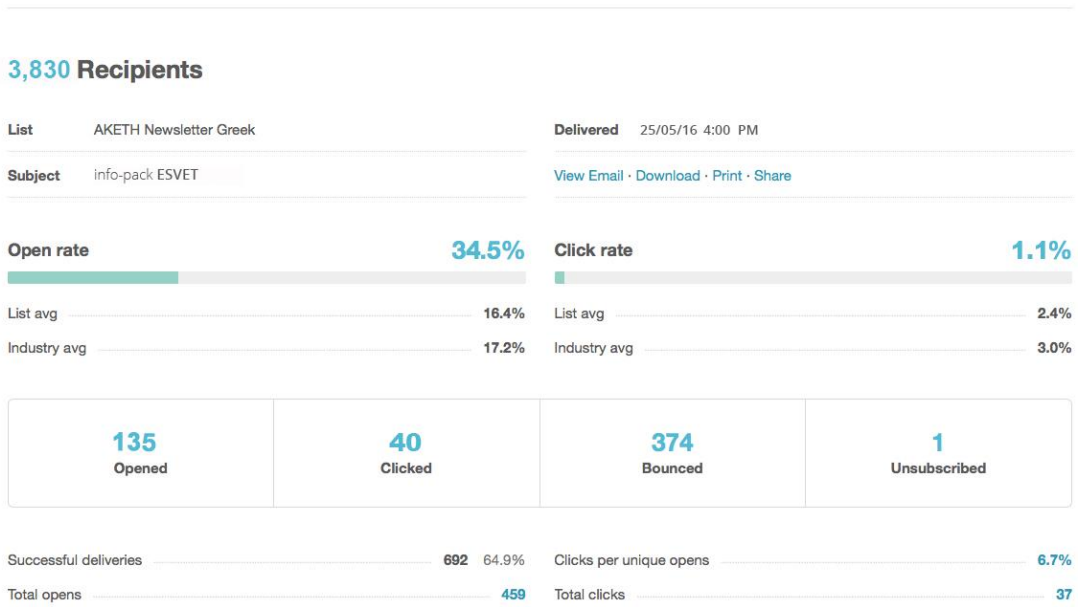 3,830 Recipients
List AKETH Newsletter Greek Delivered 25/05/16 4:00 PM
Subject info-pack ESVET View Email · Download · Print · Share
Open rate 34.5% Click rate 1.1%
List avg 16.4% List avg 2.4%
Industry avg 17.2% Industry avg 3.0%
135 40 374 1
Opened Clicked Bounced Unsubscribed
Successful deliveries 692 64.9% Clicks per unique opens 6.7%
Total opens 459 Total clicks 37